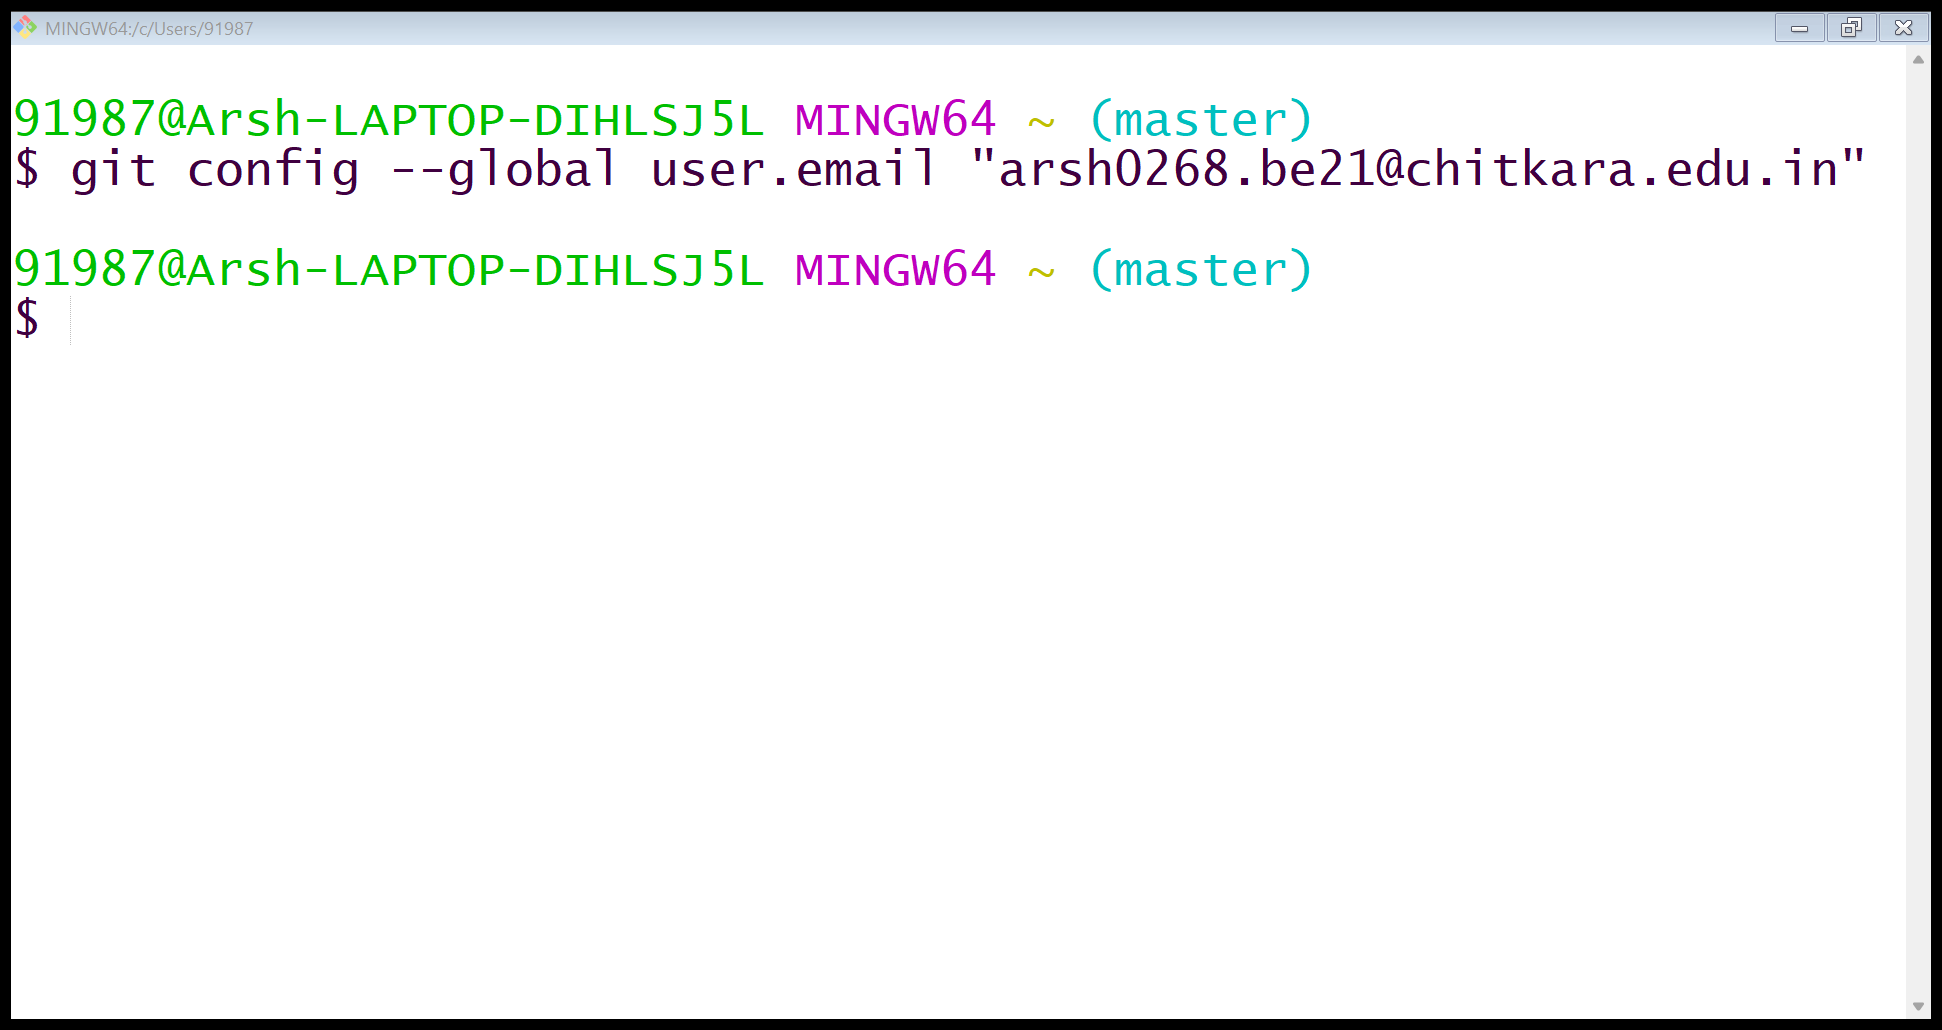 MINGW64:/c/Users/91987
91987@Arsh-LAPTOP-DIHLSJ5L MINGW64 ~ (master)
$ git config --global user.email "arsh0268.be21@chitkara.edu.in"
91987@Arsh-LAPTOP-DIHLSJ5L MINGW64 ~ (master)
$